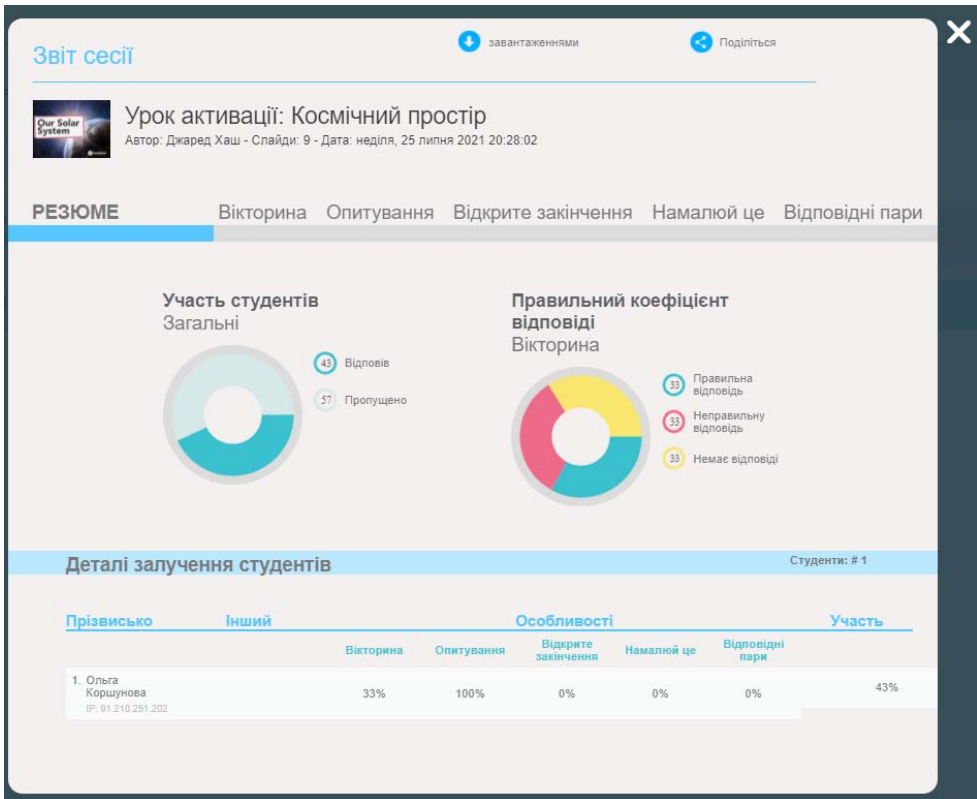 Звіт сесії
завантаженнями
Поділіться
Our Solar
System
Урок активації: Космічний простір
Автор: Джаред Хаш - Слайди: 9 - Дата: неділя, 25 липня 2021 20:28:02
РЕЗЮМЕ Вікторина Опитування Відкрите закінчення Намалюй це Відповідні пари
Участь студентів
Загальні
43 Відповів
57 Пропущено
Правильний коефіцієнт
відповіді
Вікторина
33 Правильна
відповідь
33 Неправильну
відповідь
33 Немає відповіді
Деталі залучення студентів
Студенти: # 1
Прізвисько Інший Особливості Участь
Вікторина Опитування Відкрите
закінчення Намалюй це Відповідні
пари
1. Ольга
Коршунова
IP: 91.210.251.202
33% 100% 0% 0% 0% 43%